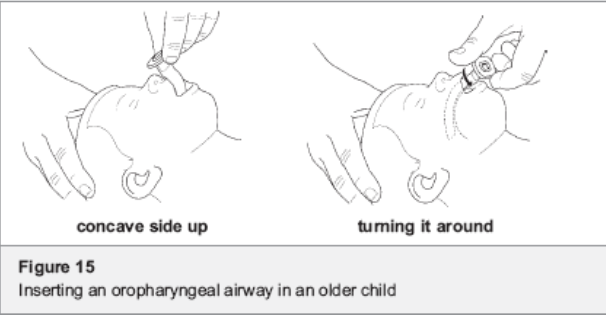 concave side up
turning it around
Figure 15
Inserting an oropharyngeal airway in an older child